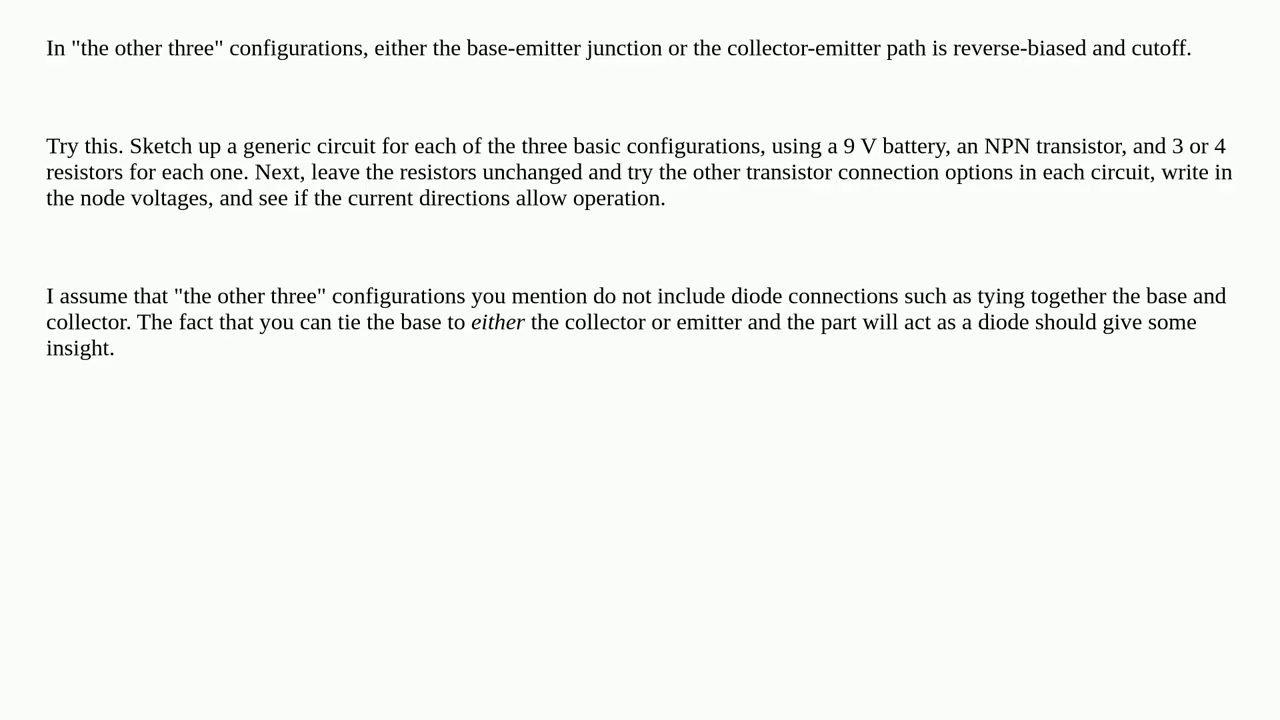 In "the other three" configurations, either the base-emitter junction or the collector-emitter path is reverse-biased and cutoff.
Try this. Sketch up a generic circuit for each of the three basic configurations, using a 9 V battery, an NPN transistor, and 3 or 4
resistors for each one. Next, leave the resistors unchanged and try the other transistor connection options in each circuit, write in
the node voltages, and see if the current directions allow operation.
I assume that "the other three" configurations you mention do not include diode connections such as tying together the base and
collector. The fact that you can tie the base to either the collector or emitter and the part will act as a diode should give some
insight.